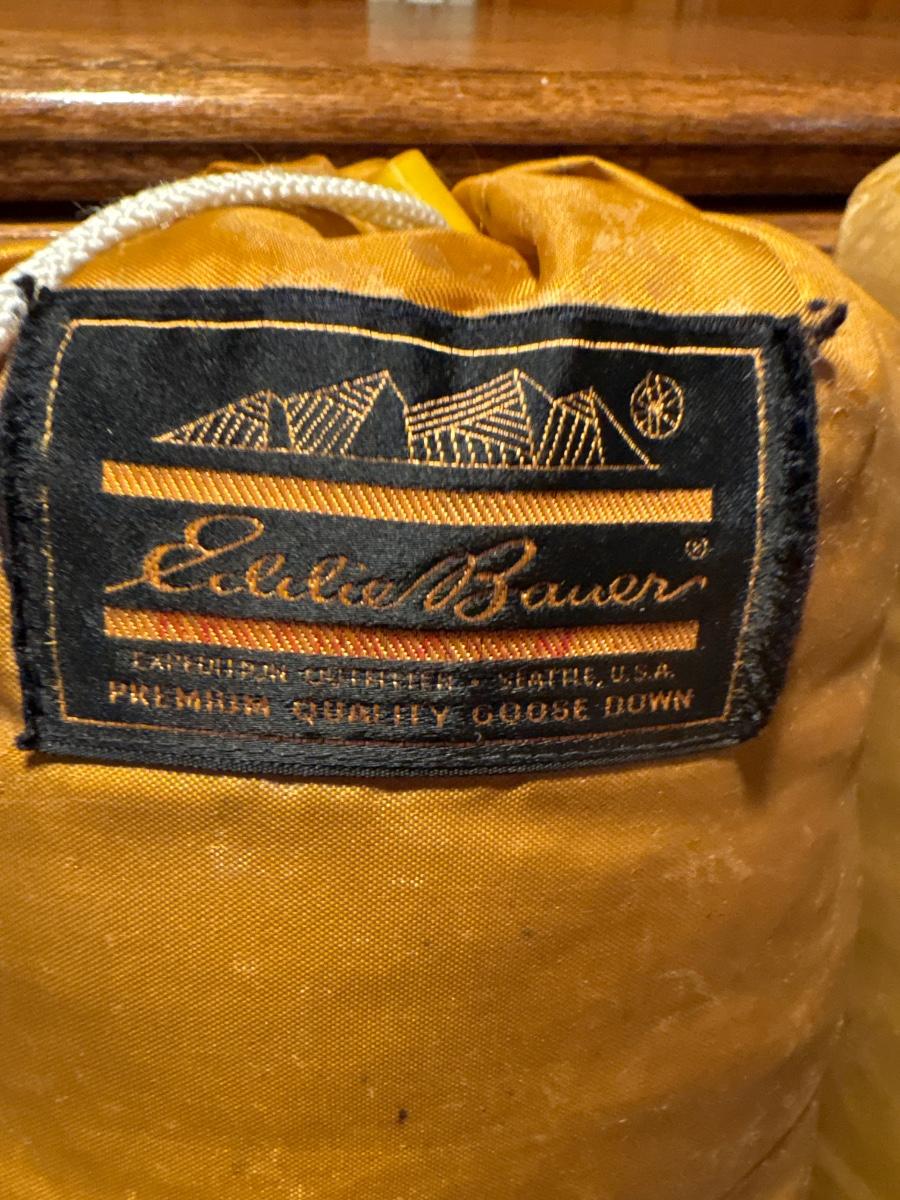 Eddie Bauer ®
EXPEDITION OUTFITTER · SEATTLE, U.S.A.
PREMIUM QUALITY GOOSE DOWN